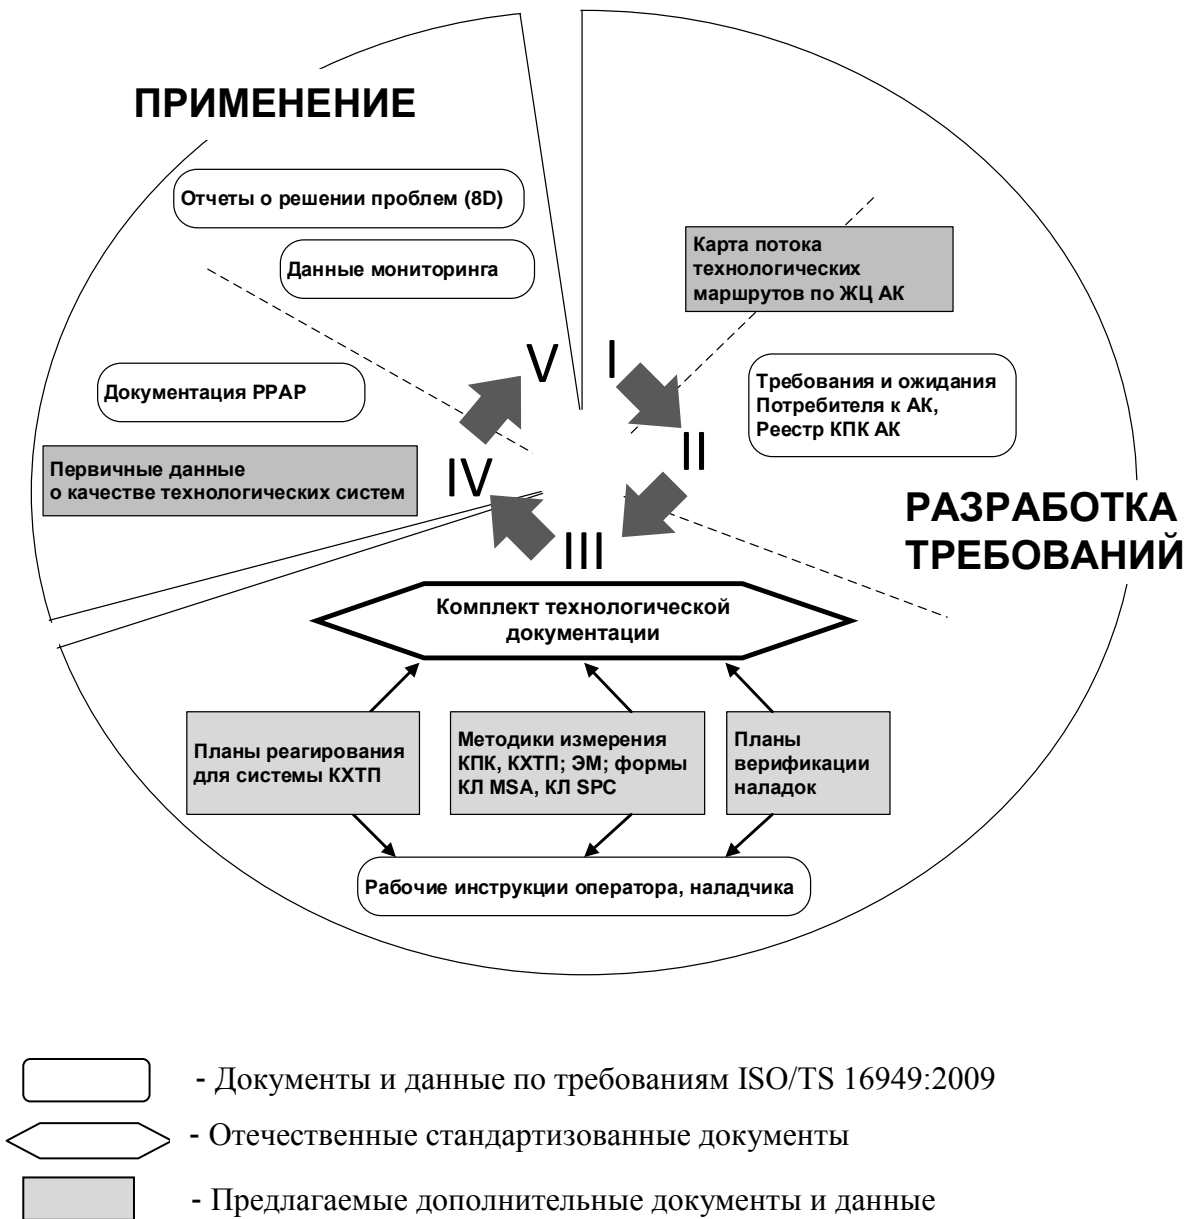 ПРИМЕНЕНИЕ
Отчеты о решении проблем (8D)
Данные мониторинга
Карта потока
технологических
маршрутов по ЖЦ АК
Документация PPAP
Требования и ожидания
Потребителя к АК,
Реестр КПК АК
Первичные данные
о качестве технологических систем
V
I
II
IV
III
РАЗРАБОТКА
ТРЕБОВАНИЙ
Комплект технологической
документации
Планы реагирования
для системы КХТП
Методики измерения
КПК, КХТП; ЭМ; формы
КЛ MSA, КЛ SPC
Планы
верификации
наладок
Рабочие инструкции оператора, наладчика
- Документы и данные по требованиям ISO/TS 16949:2009
- Отечественные стандартизованные документы
- Предлагаемые дополнительные документы и данные